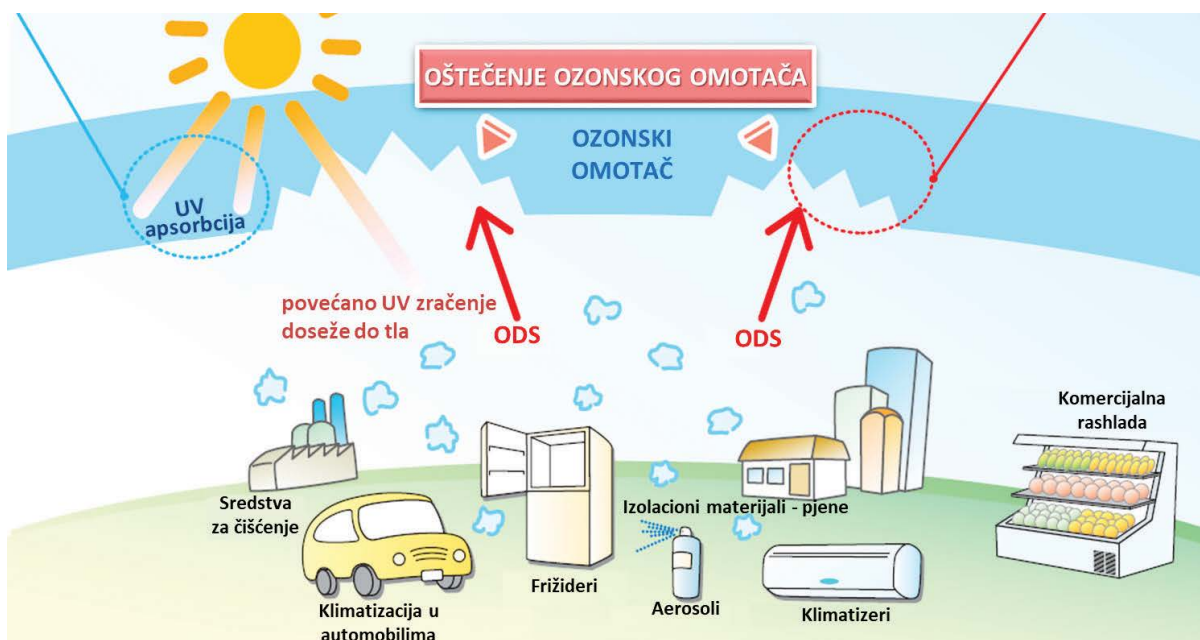 OŠTEČENJE OZONSKOG OMOTAČA
OZONSKI
OMOTAČ
UV
apsorbcija
povećano UV zračenje
doseže do tla
ODS
ODS
Komercijalna
rashlada
Sredstva
za čišćenje
Izolacioni materijali - pjene
Klimatizacija u
automobilima
Frižideri
Aerosoli
Klimatizeri